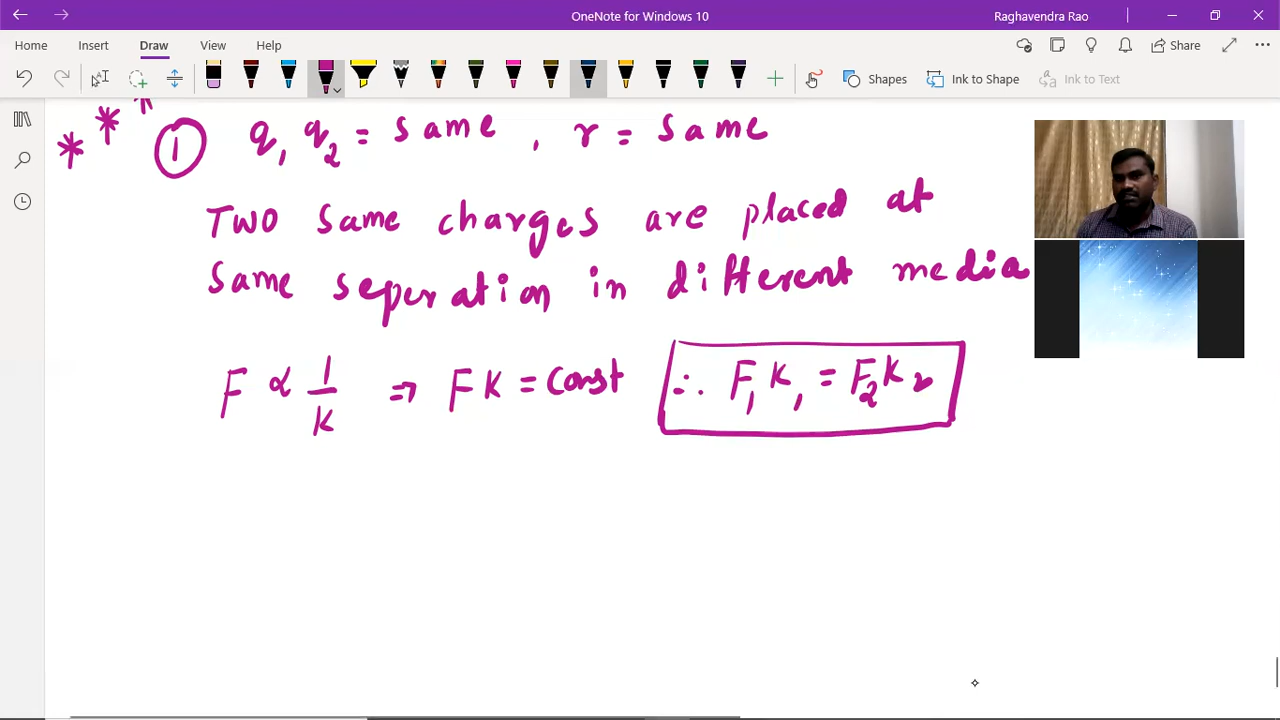 OneNote for Windows 10
Raghavendra Rao
Home Insert Draw View Help
Share
Shapes
Ink to Shape
Ink to Text
*** ① q₁ q₂ = same , r = same
Two same charges are placed at
same seperation in different media
F ∝ 1/K ⇒ FK = const ∴ F₁K₁ = F₂K₂